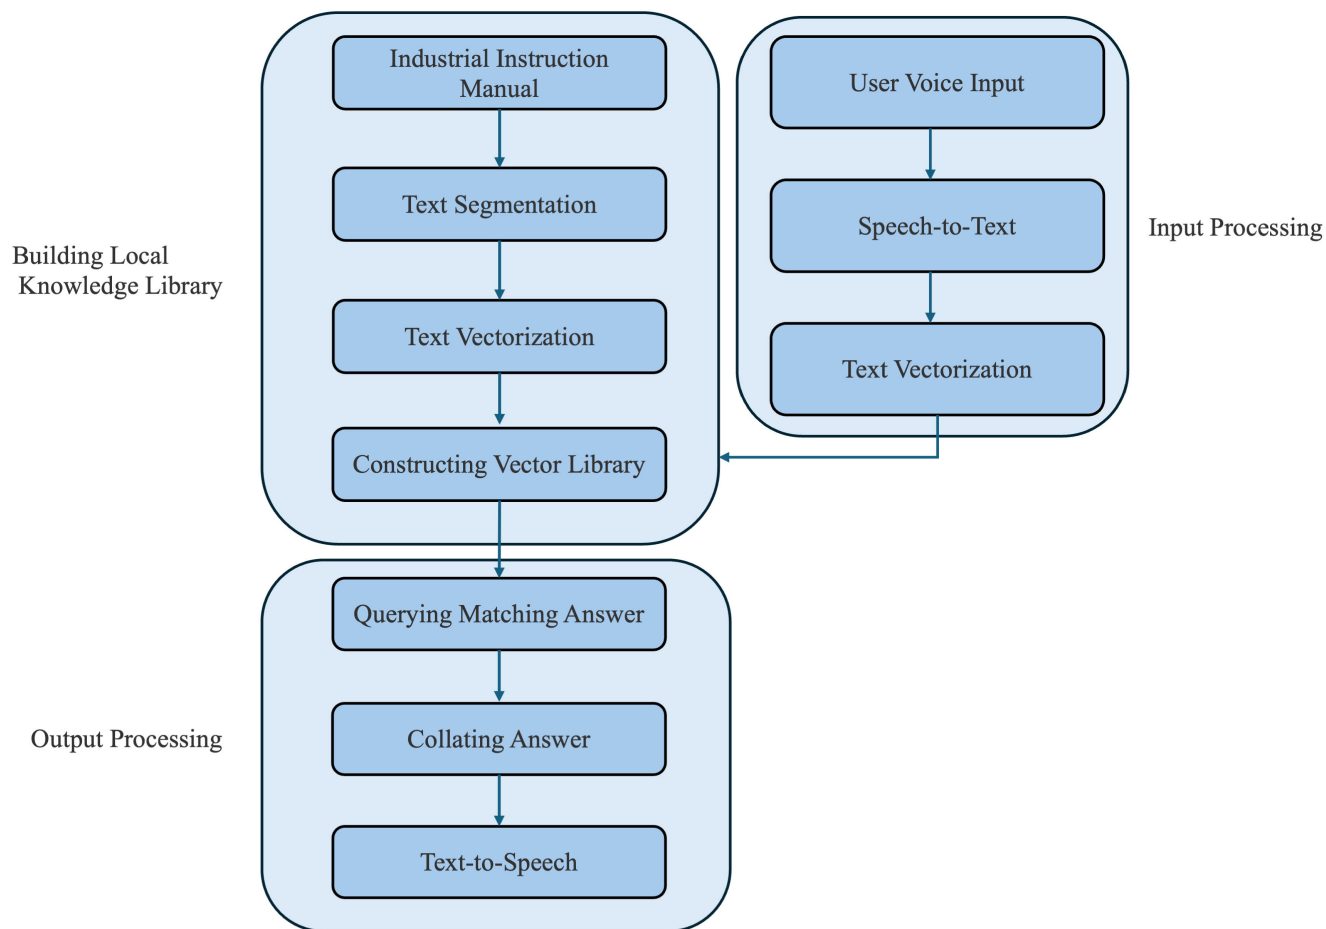 Building Local
Knowledge Library
Industrial Instruction
Manual
Text Segmentation
Text Vectorization
Constructing Vector Library
User Voice Input
Speech-to-Text
Text Vectorization
Input Processing
Output Processing
Querying Matching Answer
Collating Answer
Text-to-Speech